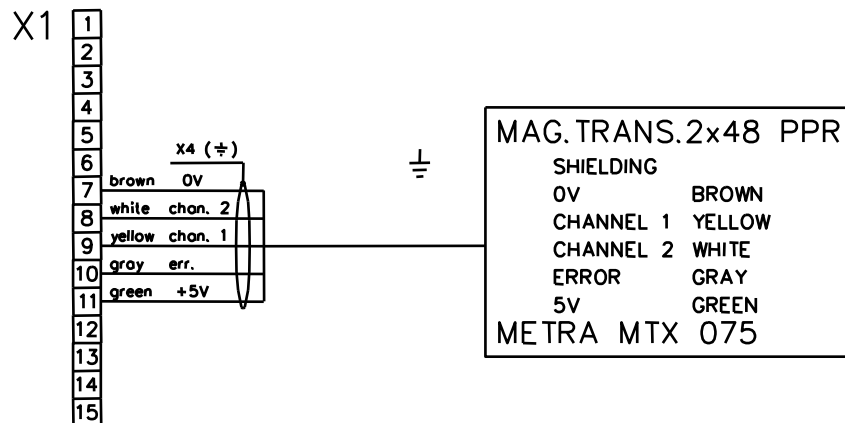 X1
1
2
3
4
5
6
X4 (⏚)
7 brown 0V
8 white chan. 2
9 yellow chan. 1
10 gray err.
11 green +5V
12
13
14
15
MAG. TRANS. 2x48 PPR
SHIELDING
0V BROWN
CHANNEL 1 YELLOW
CHANNEL 2 WHITE
ERROR GRAY
5V GREEN
METRA MTX 075